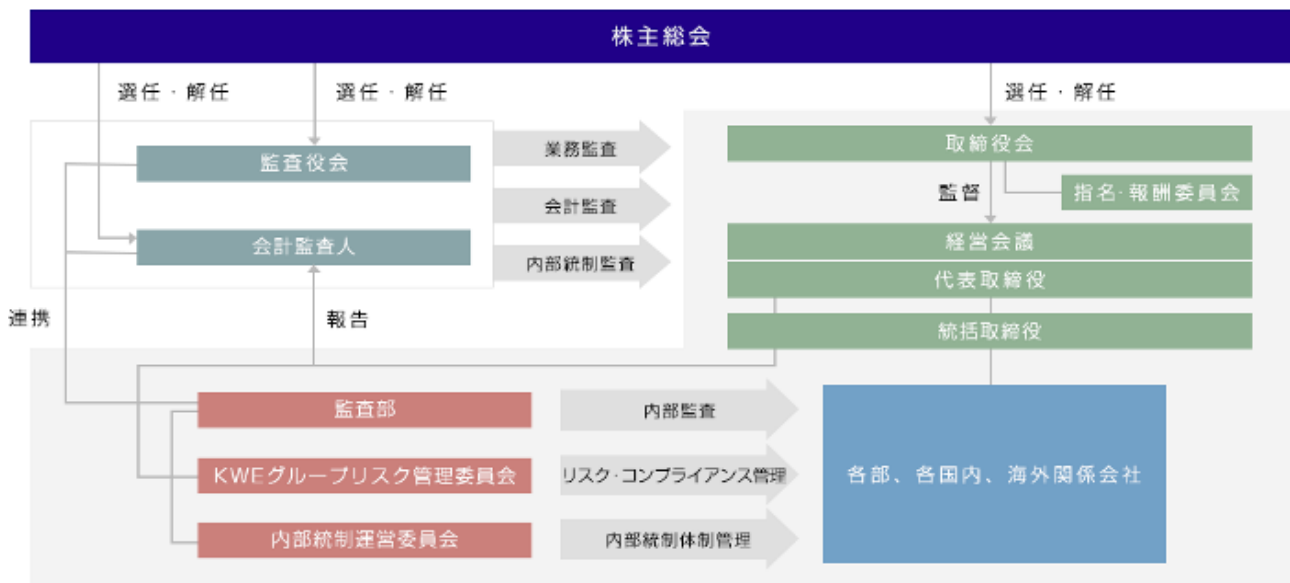 株主総会
選任・解任
選任・解任
選任・解任
監査役会
業務監査
取締役会
監督
指名・報酬委員会
会計監査
会計監査人
経営会議
内部統制監査
代表取締役
連携
報告
統括取締役
監査部
内部監査
KWEグループリスク管理委員会
リスク・コンプライアンス管理
各部、各国内、海外関係会社
内部統制運営委員会
内部統制体制管理